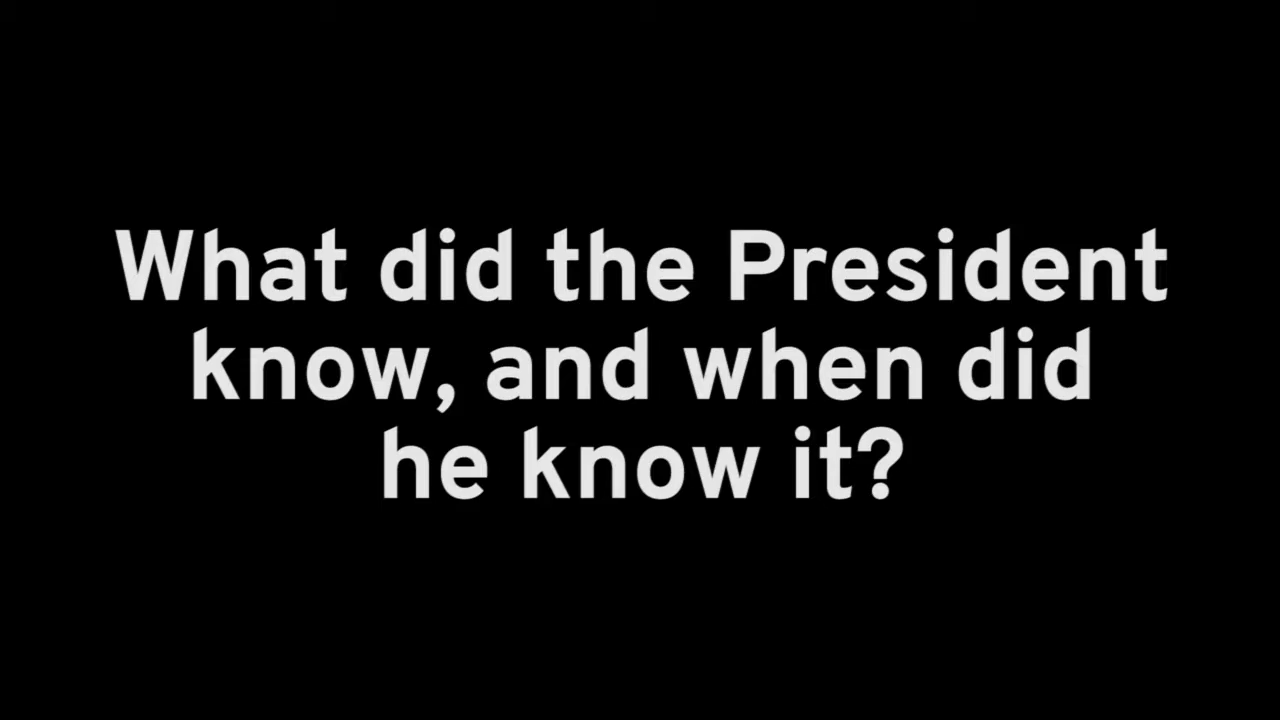 What did the President
know, and when did
he know it?